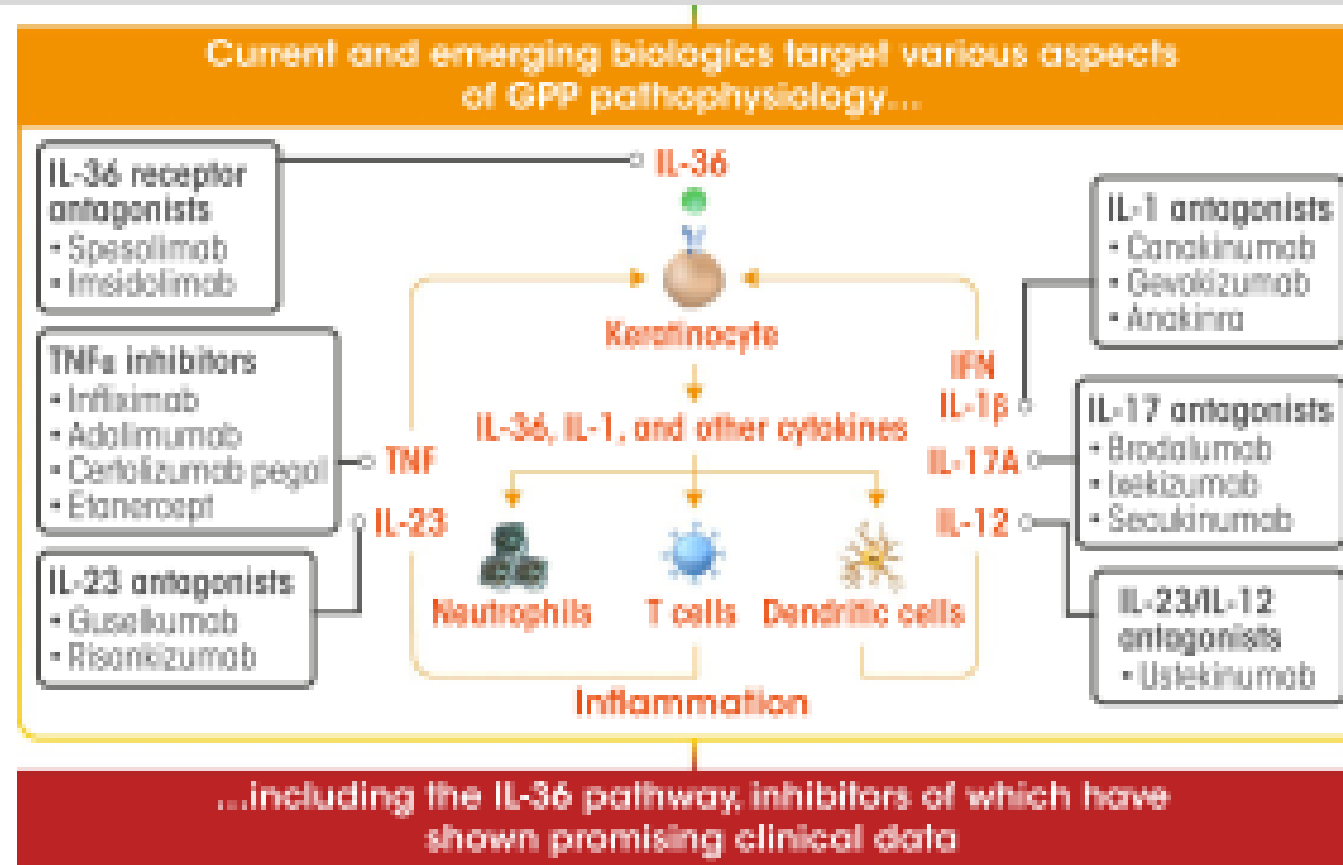 Current and emerging biologics target various aspects
of GPP pathophysiology...
IL-36 receptor
antagonists
• Spesolimab
• Imsidolimab
TNFα inhibitors
• Infliximab
• Adalimumab
• Certolizumab pegol
• Etanercept
IL-23 antagonists
• Guselkumab
• Risankizumab
IL-36
Keratinocyte
IL-36, IL-1, and other cytokines
TNF
IL-23
Neutrophils
T cells
Dendritic cells
Inflammation
IFN
IL-1β
IL-17A
IL-12
IL-1 antagonists
• Canakinumab
• Gevokizumab
• Anakinra
IL-17 antagonists
• Brodalumab
• Ixekizumab
• Secukinumab
IL-23/IL-12
antagonists
• Ustekinumab
...including the IL-36 pathway, inhibitors of which have
shown promising clinical data